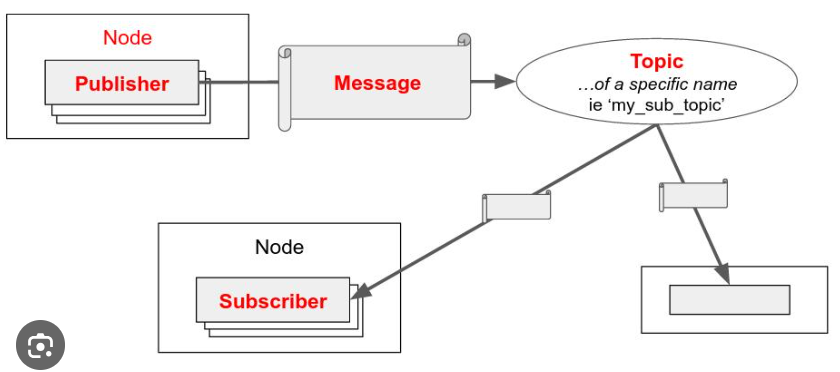 Node
Publisher
Message
Topic
...of a specific name
ie ‘my_sub_topic’
Node
Subscriber